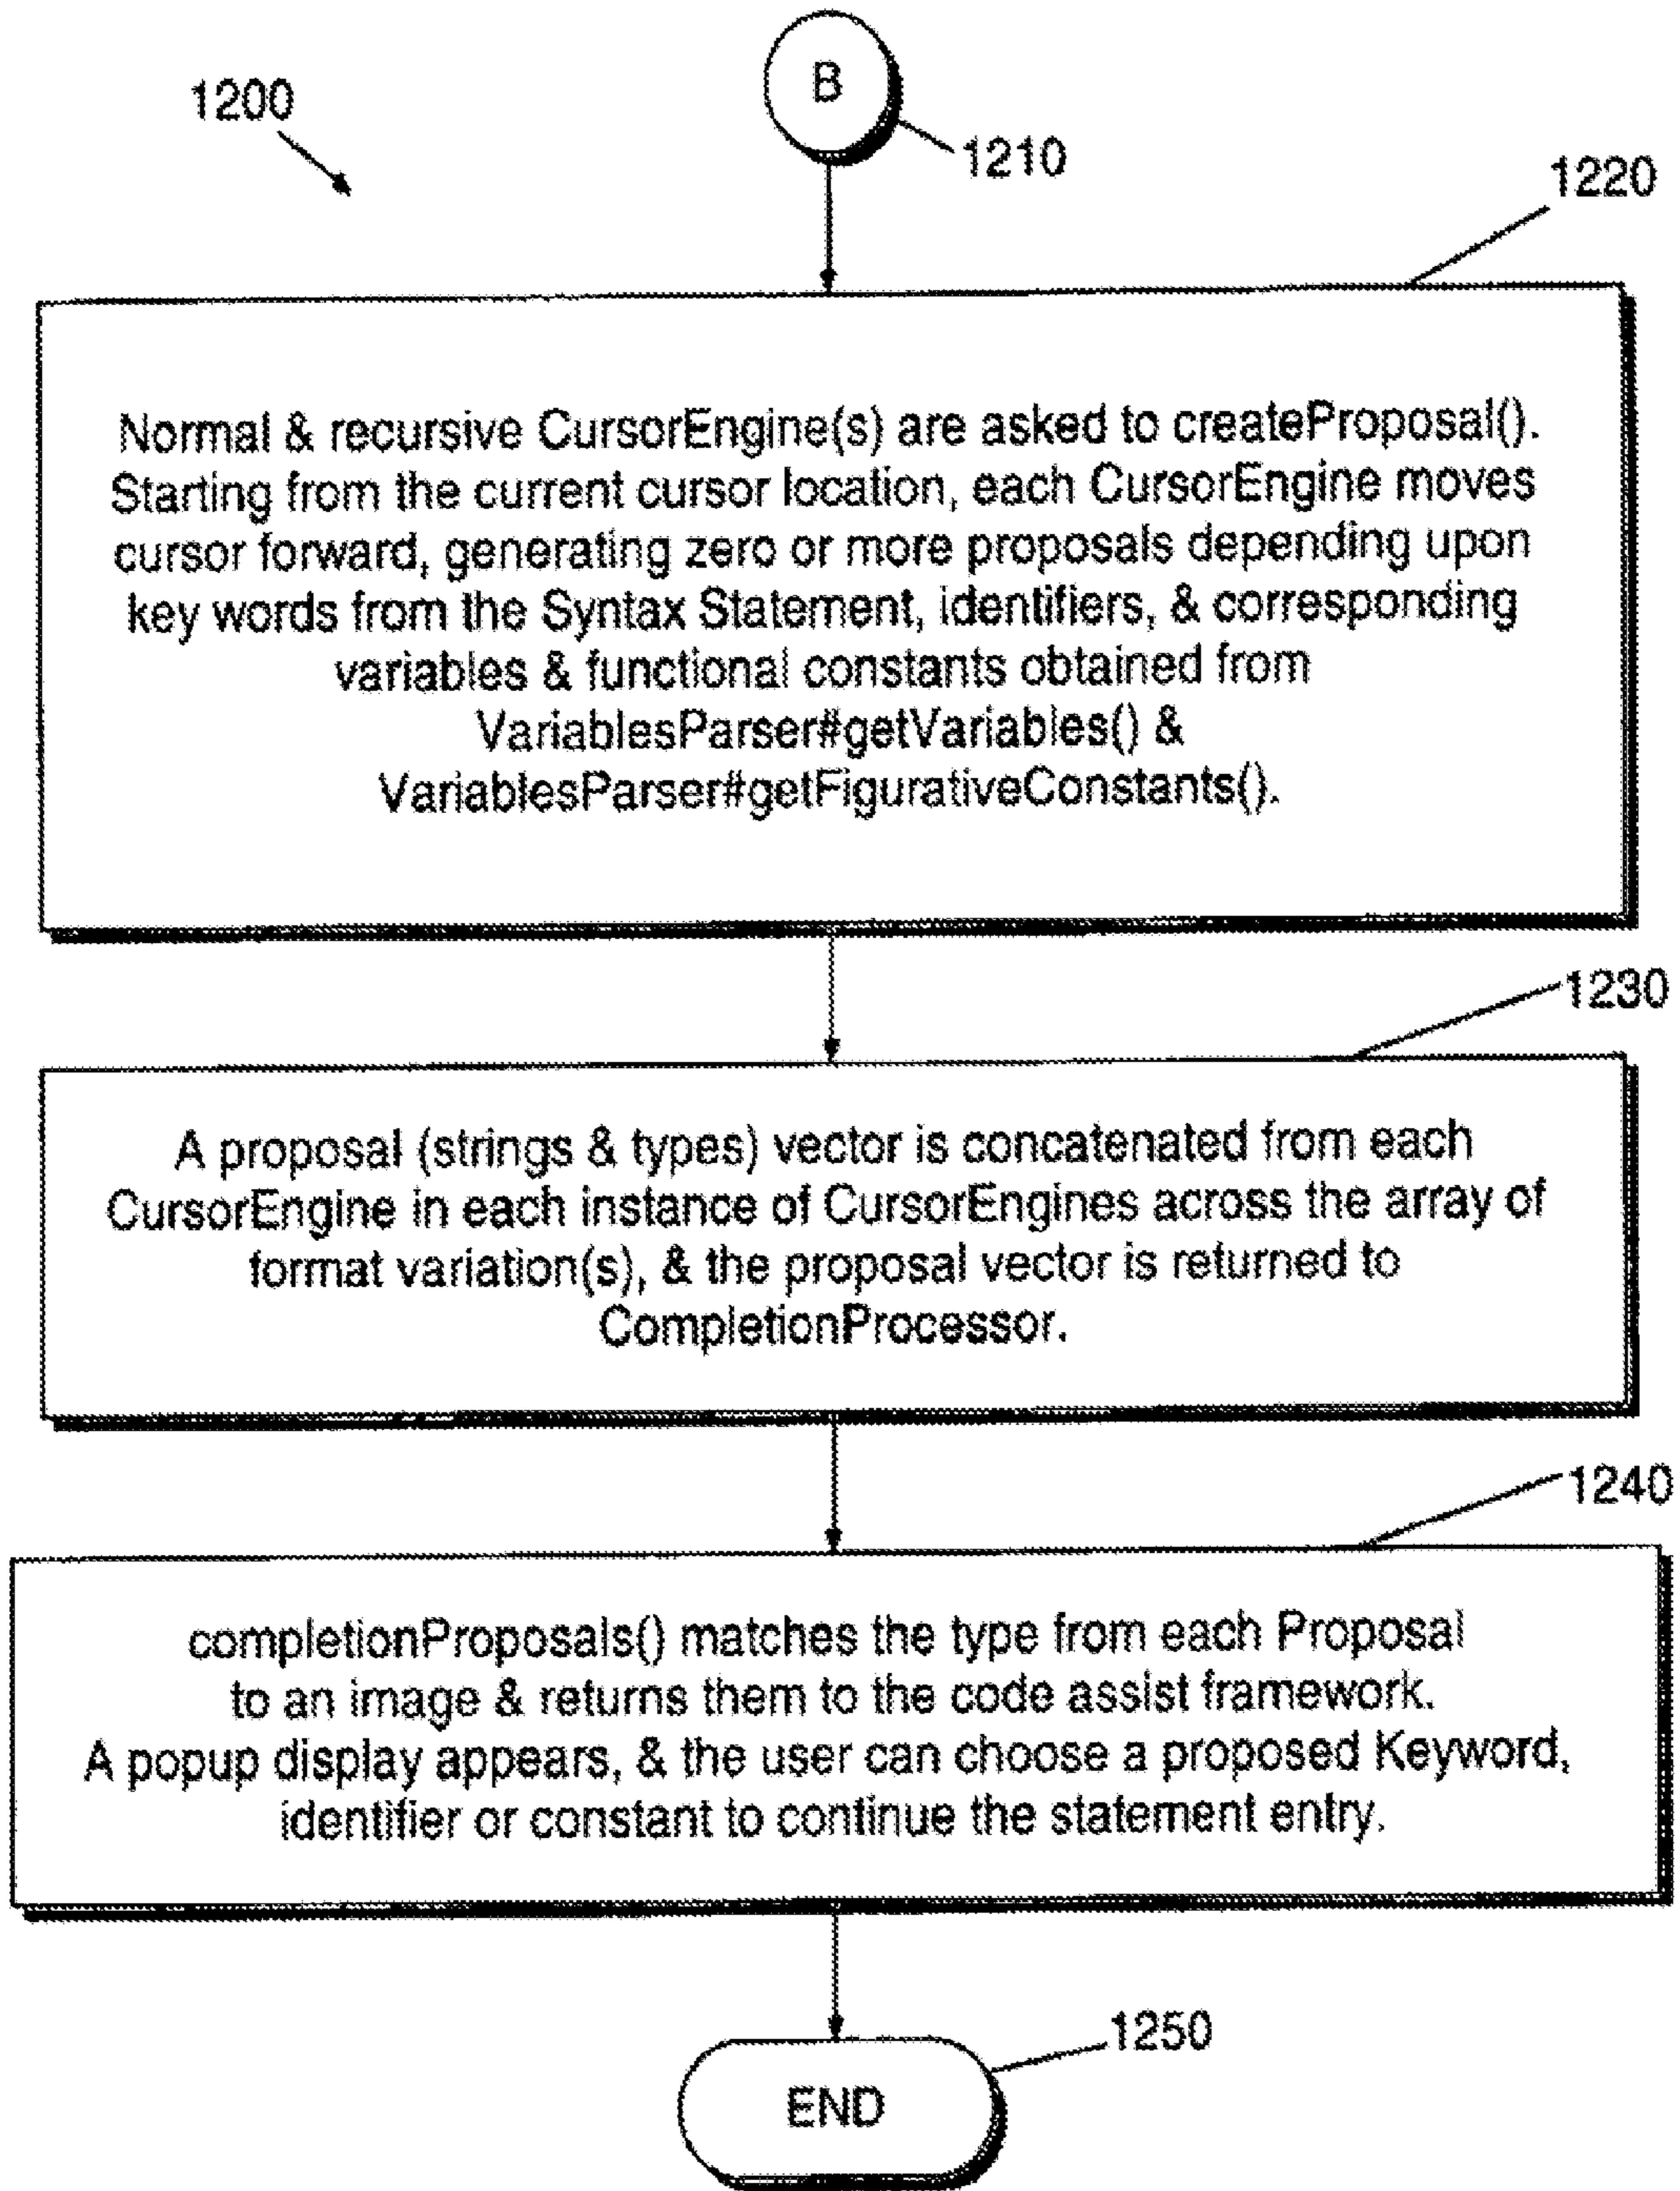 B
1200
1210
1220
Normal & recursive CursorEngine(s) are asked to createProposal().
Starting from the current cursor location, each CursorEngine moves
cursor forward, generating zero or more proposals depending upon
key words from the Syntax Statement, identifiers, & corresponding
variables & functional constants obtained from
VariablesParser#getVariables() &
VariablesParser#getFigurativeConstants().
1230
A proposal (strings & types) vector is concatenated from each
CursorEngine in each instance of CursorEngines across the array of
format variation(s), & the proposal vector is returned to
CompletionProcessor.
1240
completionProposals() matches the type from each Proposal
to an image & returns them to the code assist framework.
A popup display appears, & the user can choose a proposed Keyword,
identifier or constant to continue the statement entry.
1250
END